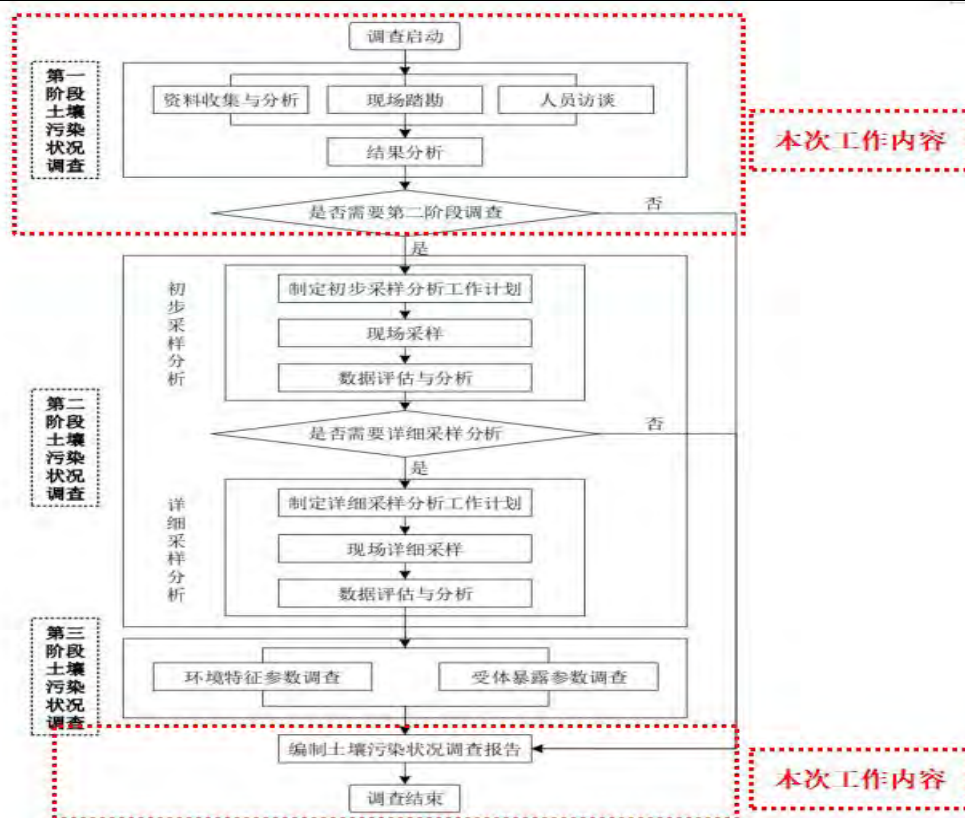 调查启动
第一
阶段
土壤
污染
状况
调查
资料收集与分析
现场踏勘
人员访谈
结果分析
本次工作内容
是否需要第二阶段调查
否
是
初步采样分析
制定初步采样分析工作计划
现场采样
数据评估与分析
第二
阶段
土壤
污染
状况
调查
是否需要详细采样分析
否
是
详细采样分析
制定详细采样分析工作计划
现场详细采样
数据评估与分析
第三
阶段
土壤
污染
状况
调查
环境特征参数调查
受体暴露参数调查
编制土壤污染状况调查报告
本次工作内容
调查结束